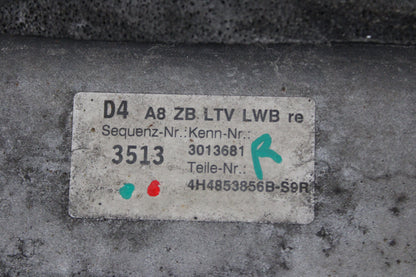 D4 A8 ZB LTV LWB re
Sequenz-Nr.: Kenn-Nr.:
3513 3013681 R
Teile-Nr.:
4H4853856B-S9R